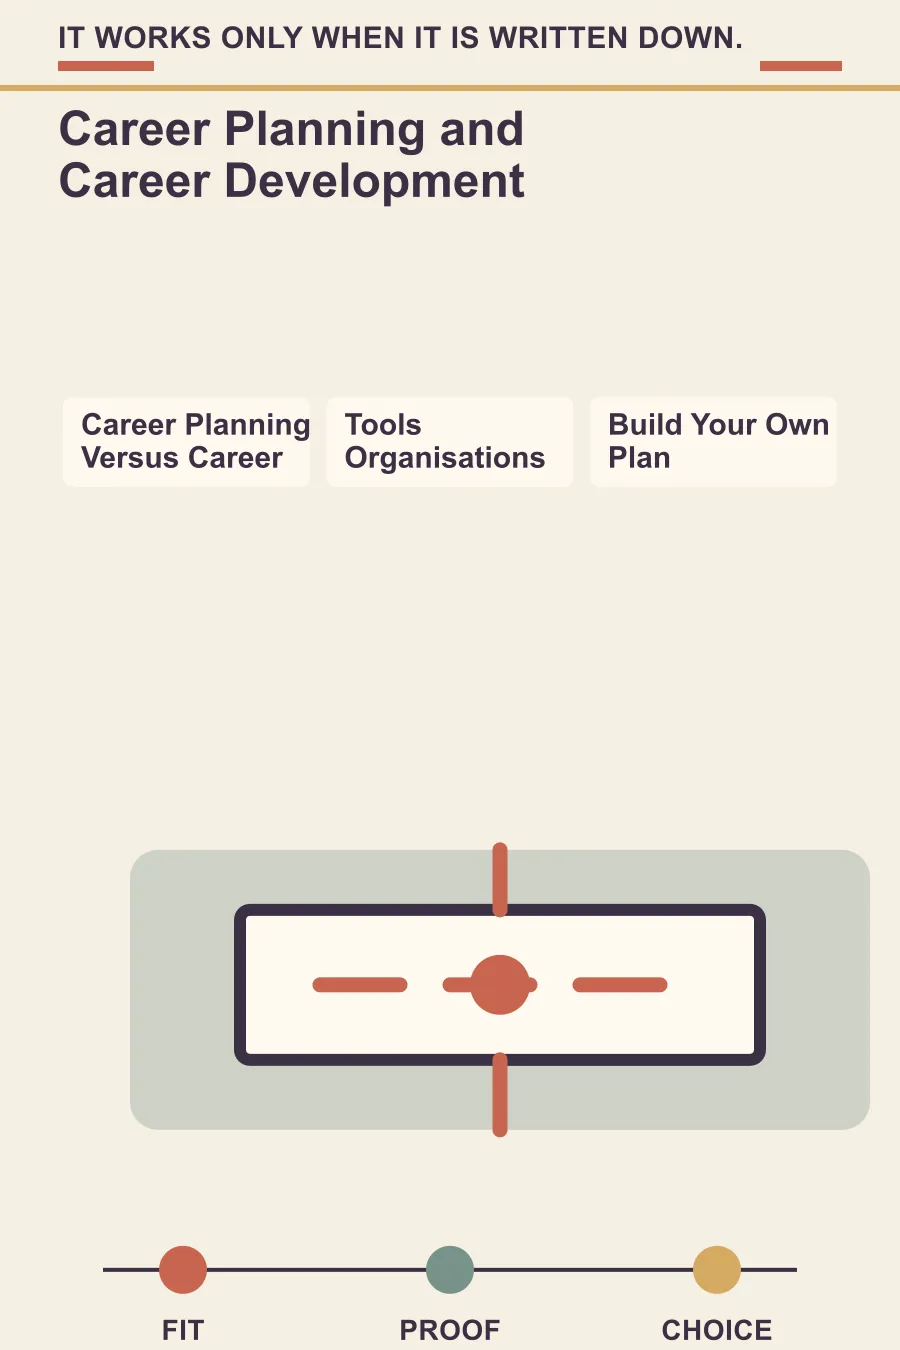 IT WORKS ONLY WHEN IT IS WRITTEN DOWN.
Career Planning and
Career Development
Career Planning
Versus Career
Tools
Organisations
Build Your Own
Plan
FIT
PROOF
CHOICE